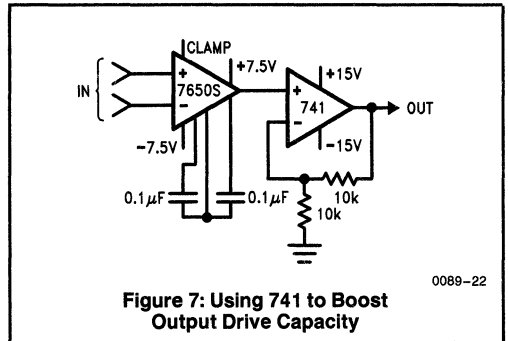 CLAMP
+7.5V
+
7650S
-
IN
-7.5V
0.1μF
0.1μF
+15V
+
741
-
-15V
OUT
10k
10k
0089-22
Figure 7: Using 741 to Boost
Output Drive Capacity